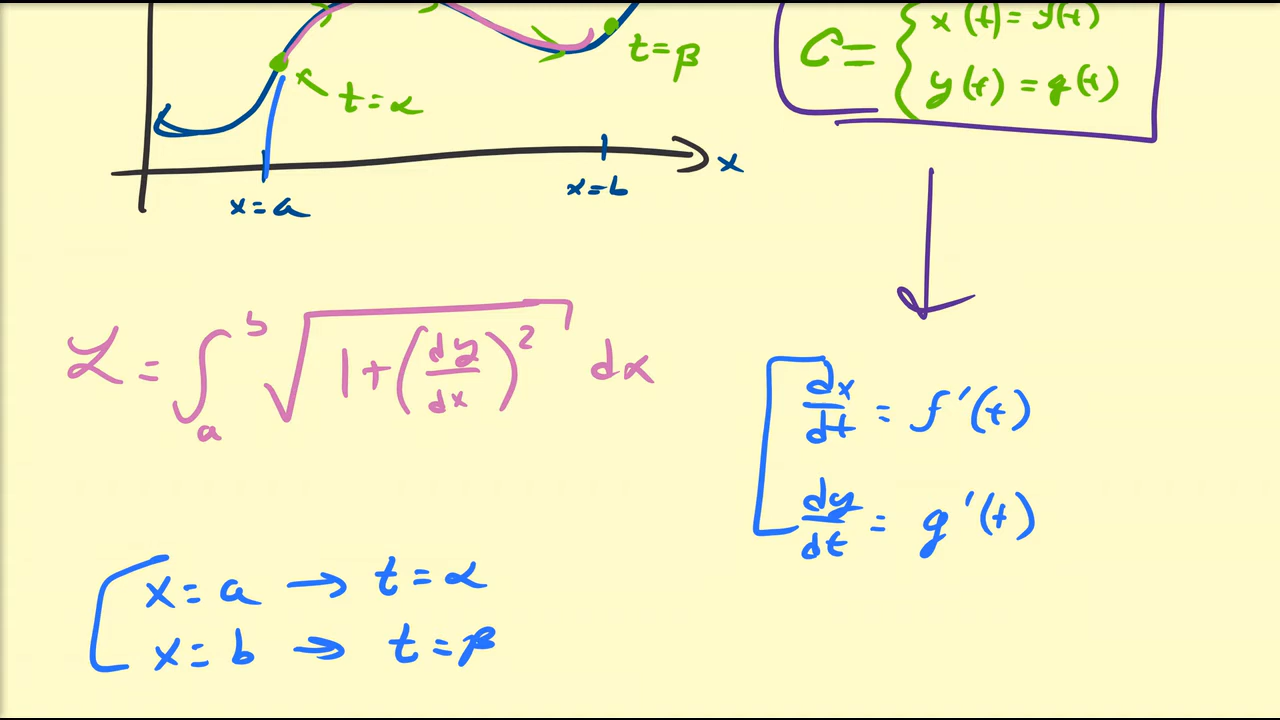 x(t) = y(t)
C =
y(t) = g(t)
t = β
t = α
x
x = a
x = b
ℒ = ∫_a^b √(1 + (dy/dx)^2) dx
dx/dt = f'(t)
dy/dt = g'(t)
x = a → t = α
x = b → t = β